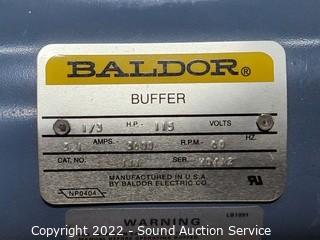 BALDOR®
BUFFER
1/3 H.P. 115 VOLTS
AMPS. R.P.M. 60 HZ.
CAT. NO. SER.
MANUFACTURED IN U.S.A
BY BALDOR ELECTRIC CO.
NP0404
LB1091
WARNING
Copyright 2022 - Sound Auction Service